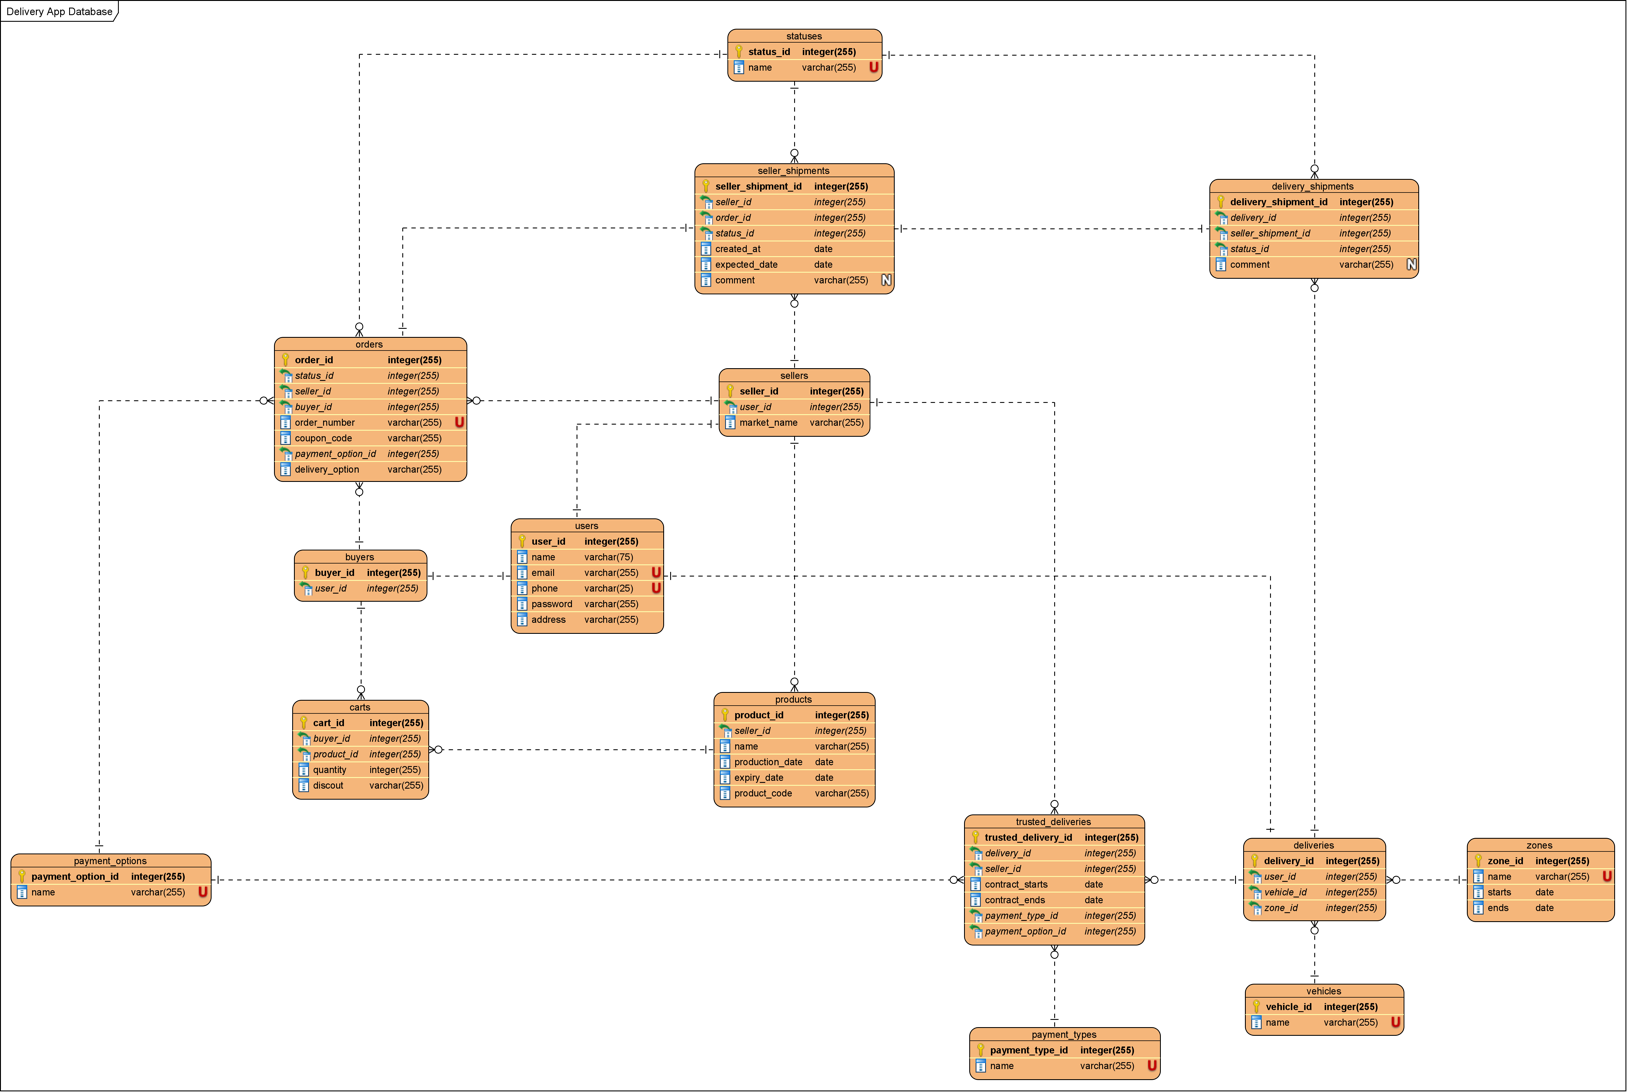 Delivery App Database
statuses
status_id integer(255)
name varchar(255) U
seller_shipments
seller_shipment_id integer(255)
seller_id integer(255)
order_id integer(255)
status_id integer(255)
created_at date
expected_date date
comment varchar(255) N
delivery_shipments
delivery_shipment_id integer(255)
delivery_id integer(255)
seller_shipment_id integer(255)
status_id integer(255)
comment varchar(255) N
orders
order_id integer(255)
status_id integer(255)
seller_id integer(255)
buyer_id integer(255)
order_number varchar(255) U
coupon_code varchar(255)
payment_option_id integer(255)
delivery_option varchar(255)
sellers
seller_id integer(255)
user_id integer(255)
market_name varchar(255)
users
user_id integer(255)
name varchar(75)
email varchar(255) U
phone varchar(25) U
password varchar(255)
address varchar(255)
buyers
buyer_id integer(255)
user_id integer(255)
carts
cart_id integer(255)
buyer_id integer(255)
product_id integer(255)
quantity integer(255)
discout varchar(255)
products
product_id integer(255)
seller_id integer(255)
name varchar(255)
production_date date
expiry_date date
product_code varchar(255)
payment_options
payment_option_id integer(255)
name varchar(255) U
trusted_deliveries
trusted_delivery_id integer(255)
delivery_id integer(255)
seller_id integer(255)
contract_starts date
contract_ends date
payment_type_id integer(255)
payment_option_id integer(255)
deliveries
delivery_id integer(255)
user_id integer(255)
vehicle_id integer(255)
zone_id integer(255)
zones
zone_id integer(255)
name varchar(255) U
starts date
ends date
vehicles
vehicle_id integer(255)
name varchar(255) U
payment_types
payment_type_id integer(255)
name varchar(255) U